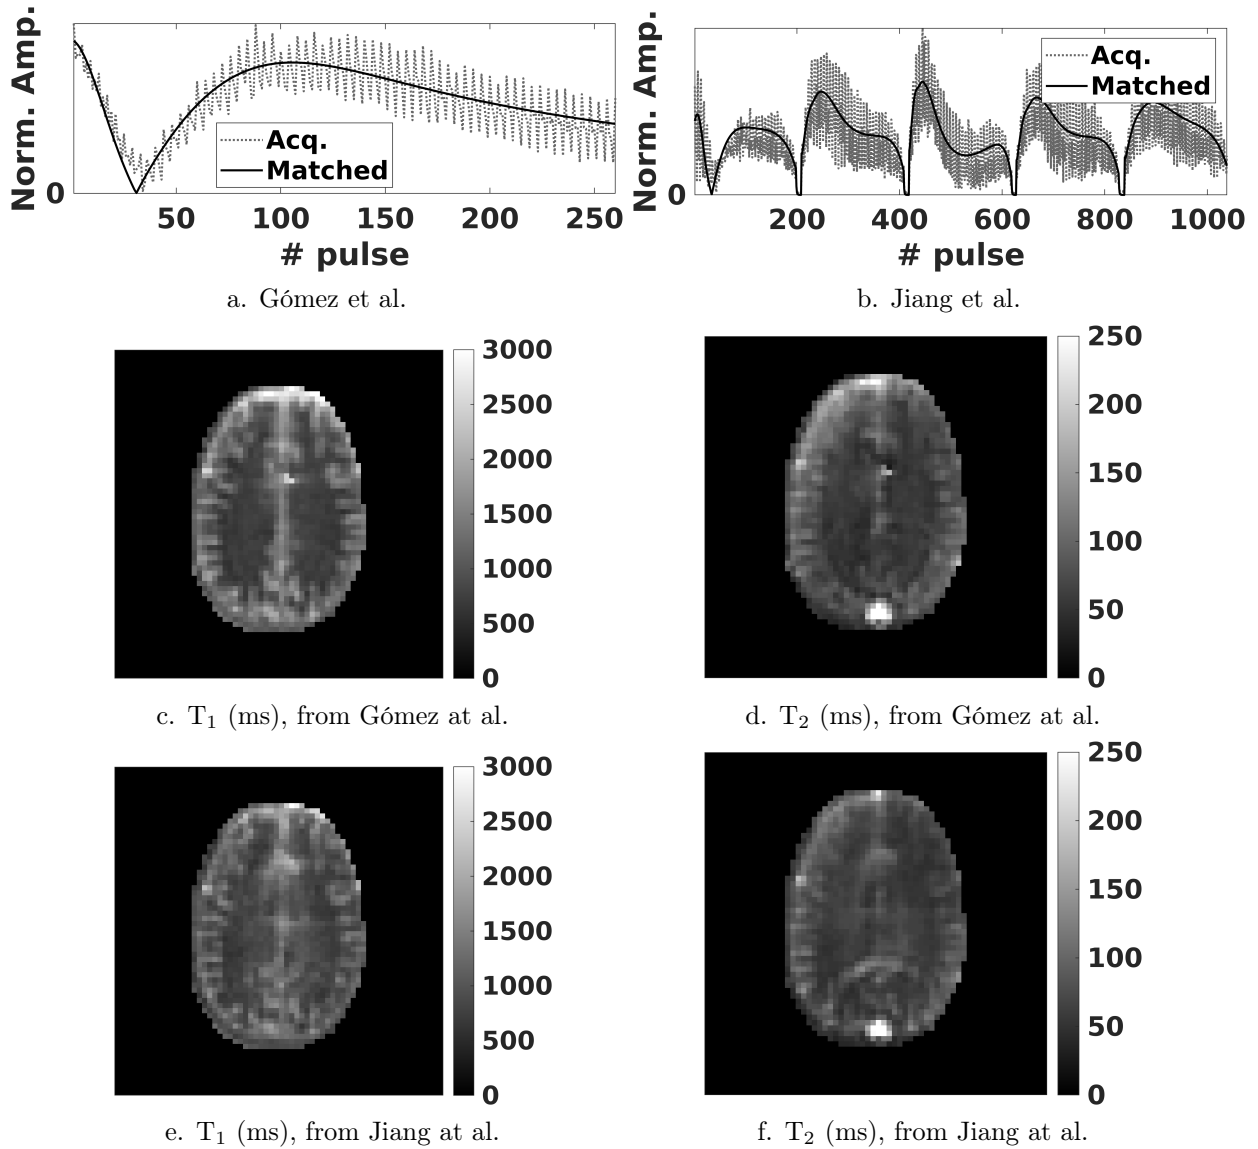 Norm. Amp.
0
Acq.
Matched
50 100 150 200 250
# pulse
a. Gómez et al.
Norm. Amp.
0
Acq.
Matched
200 400 600 800 1000
# pulse
b. Jiang et al.
3000
2500
2000
1500
1000
500
0
c. T₁ (ms), from Gómez at al.
250
200
150
100
50
0
d. T₂ (ms), from Gómez at al.
3000
2500
2000
1500
1000
500
0
e. T₁ (ms), from Jiang at al.
250
200
150
100
50
0
f. T₂ (ms), from Jiang at al.